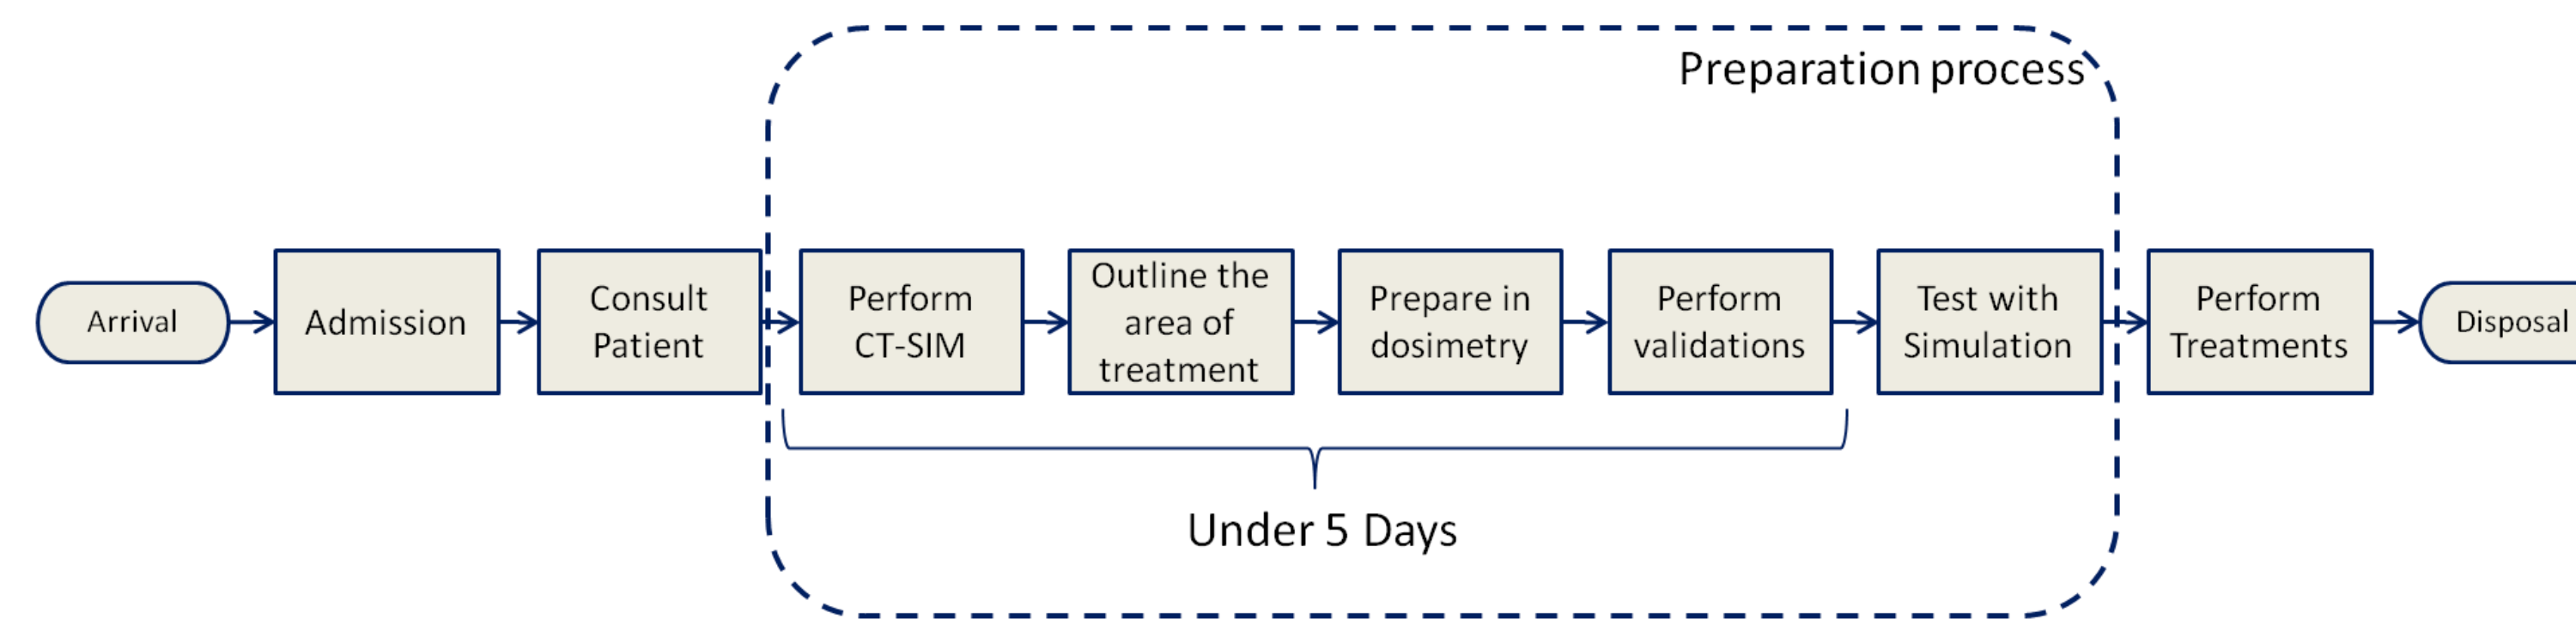 Preparation process
Arrival
Admission
Consult
Patient
Perform
CT-SIM
Outline the
area of
treatment
Prepare in
dosimetry
Perform
validations
Test with
Simulation
Perform
Treatments
Disposal
Under 5 Days